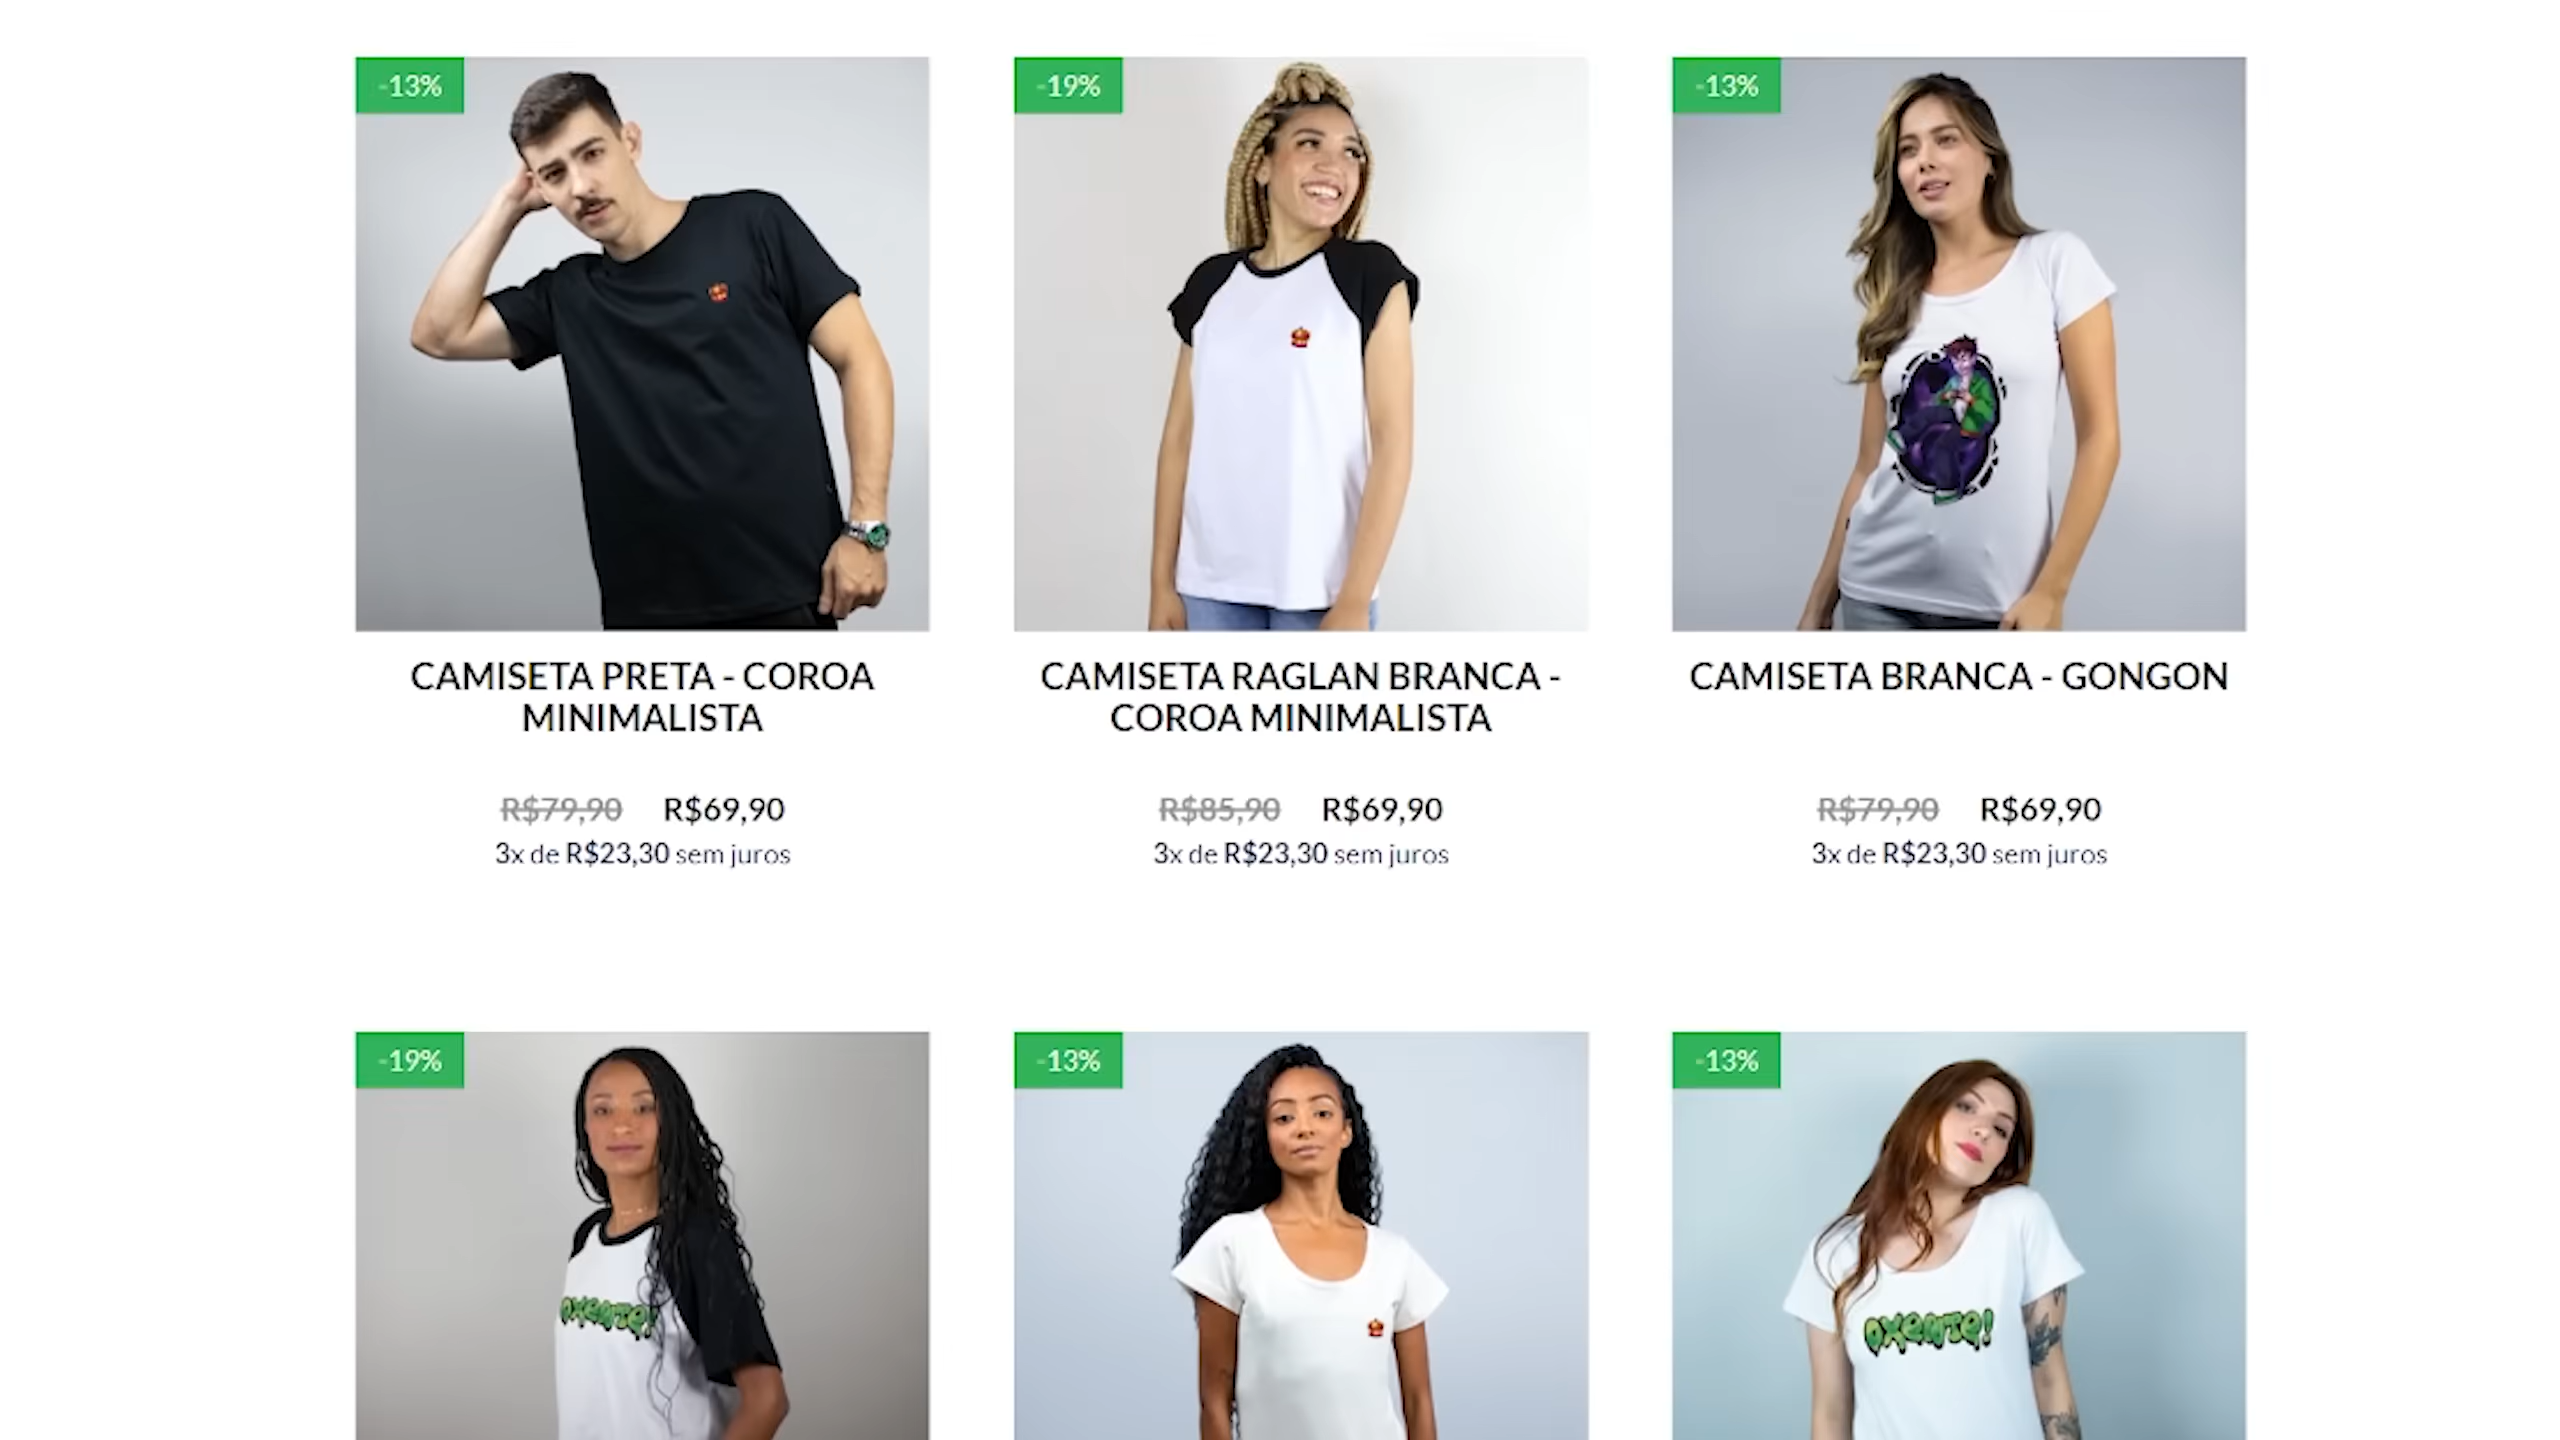 -13%
-19%
-13%
CAMISETA PRETA - COROA
MINIMALISTA
CAMISETA RAGLAN BRANCA -
COROA MINIMALISTA
CAMISETA BRANCA - GONGON
R$79,90 R$69,90
3x de R$23,30 sem juros
R$85,90 R$69,90
3x de R$23,30 sem juros
R$79,90 R$69,90
3x de R$23,30 sem juros
-19%
-13%
-13%
oxente!
oxente!